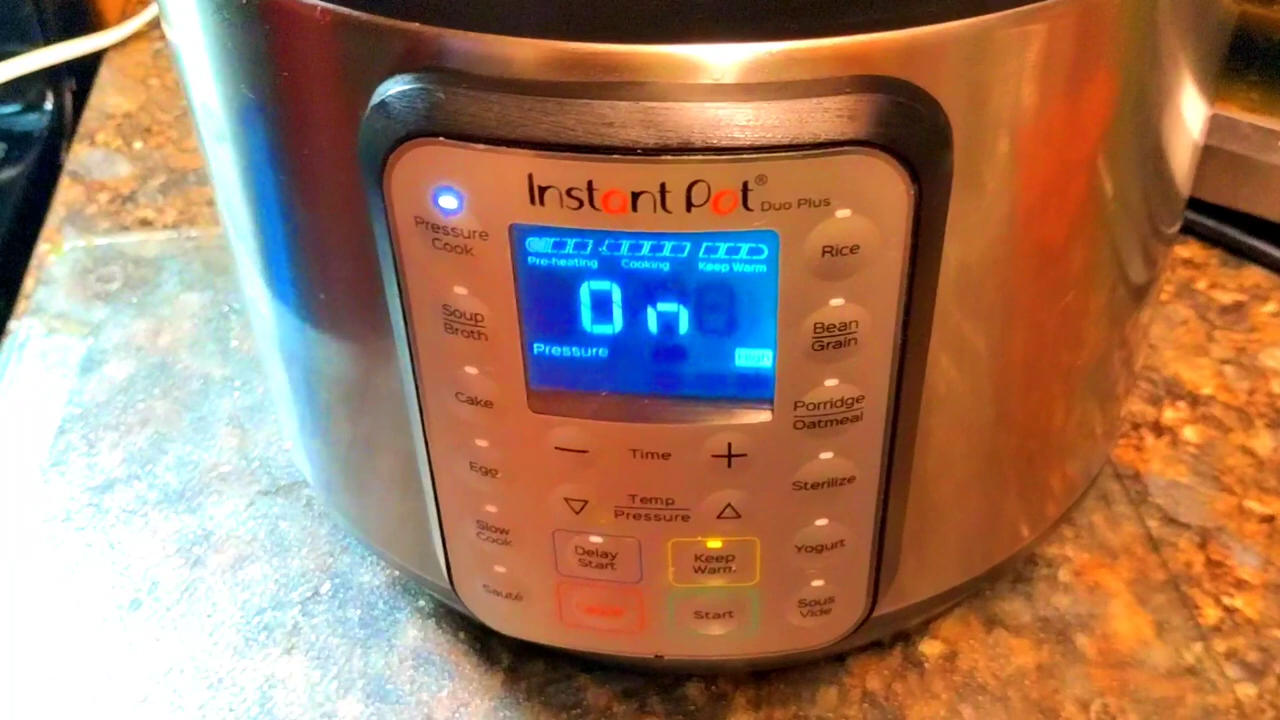 Instant Pot®
Duo Plus
Pressure
Cook
Soup
Broth
Cake
Egg
Slow
Cook
Sauté
Pre-heating Cooking Keep Warm
On
Pressure High
− Time +
Temp
Pressure
Delay
Start
Keep
Warm
Start
Rice
Bean
Grain
Porridge
Oatmeal
Sterilize
Yogurt
Sous
Vide